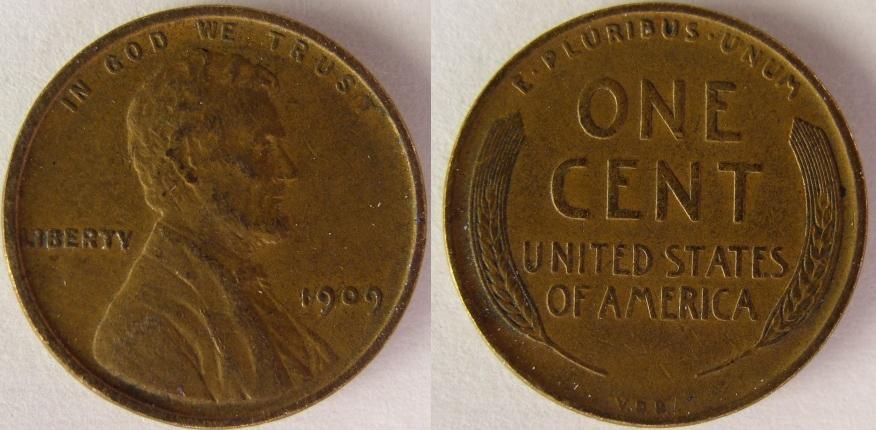 IN GOD WE TRUST
LIBERTY
1909
E·PLURIBUS·UNUM
ONE
CENT
UNITED STATES
OF AMERICA
V.D.B.